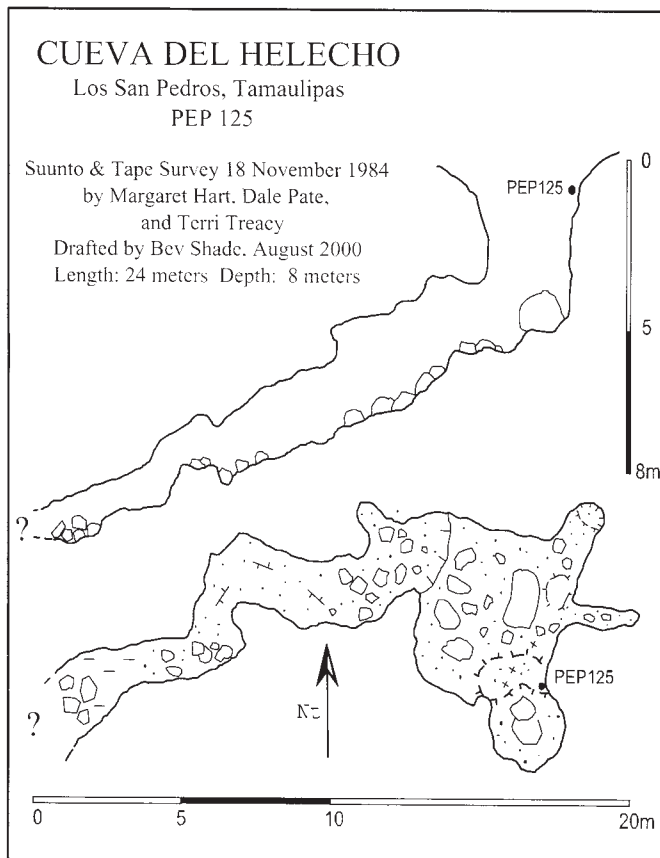 CUEVA DEL HELECHO
Los San Pedros, Tamaulipas
PEP 125
Suunto & Tape Survey 18 November 1984
by Margaret Hart, Dale Pate,
and Terri Treacy
Drafted by Bev Shade, August 2000
Length: 24 meters Depth: 8 meters
0
PEP125
5
8m
?
PEP125
?
0
5
10
20m